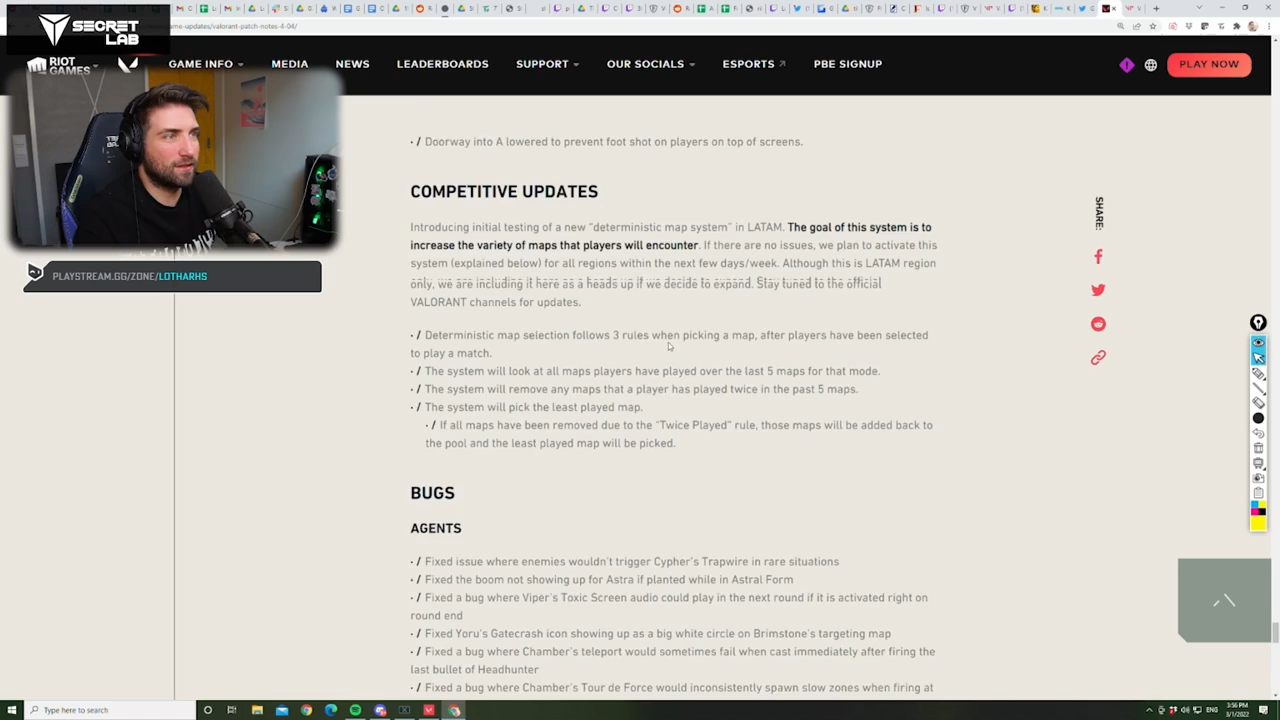 SECRET
LAB
game-updates/valorant-patch-notes-4-04/
RIOT
GAMES
GAME INFO
MEDIA
NEWS
LEADERBOARDS
SUPPORT
OUR SOCIALS
ESPORTS
PBE SIGNUP
PLAY NOW
· / Doorway into A lowered to prevent foot shot on players on top of screens.
COMPETITIVE UPDATES
Introducing initial testing of a new “deterministic map system” in LATAM. The goal of this system is to
increase the variety of maps that players will encounter. If there are no issues, we plan to activate this
system (explained below) for all regions within the next few days/week. Although this is LATAM region
only, we are including it here as a heads up if we decide to expand. Stay tuned to the official
VALORANT channels for updates.
· / Deterministic map selection follows 3 rules when picking a map, after players have been selected
to play a match.
· / The system will look at all maps players have played over the last 5 maps for that mode.
· / The system will remove any maps that a player has played twice in the past 5 maps.
· / The system will pick the least played map.
· / If all maps have been removed due to the “Twice Played” rule, those maps will be added back to
the pool and the least played map will be picked.
BUGS
AGENTS
· / Fixed issue where enemies wouldn't trigger Cypher's Trapwire in rare situations
· / Fixed the boom not showing up for Astra if planted while in Astral Form
· / Fixed a bug where Viper's Toxic Screen audio could play in the next round if it is activated right on
round end
· / Fixed Yoru's Gatecrash icon showing up as a big white circle on Brimstone's targeting map
· / Fixed a bug where Chamber's teleport would sometimes fail when cast immediately after firing the
last bullet of Headhunter
· / Fixed a bug where Chamber's Tour de Force would inconsistently spawn slow zones when firing at
SHARE:
PLAYSTREAM.GG/ZONE/LOTHARHS
Type here to search
ENG
3:56 PM
3/1/2022